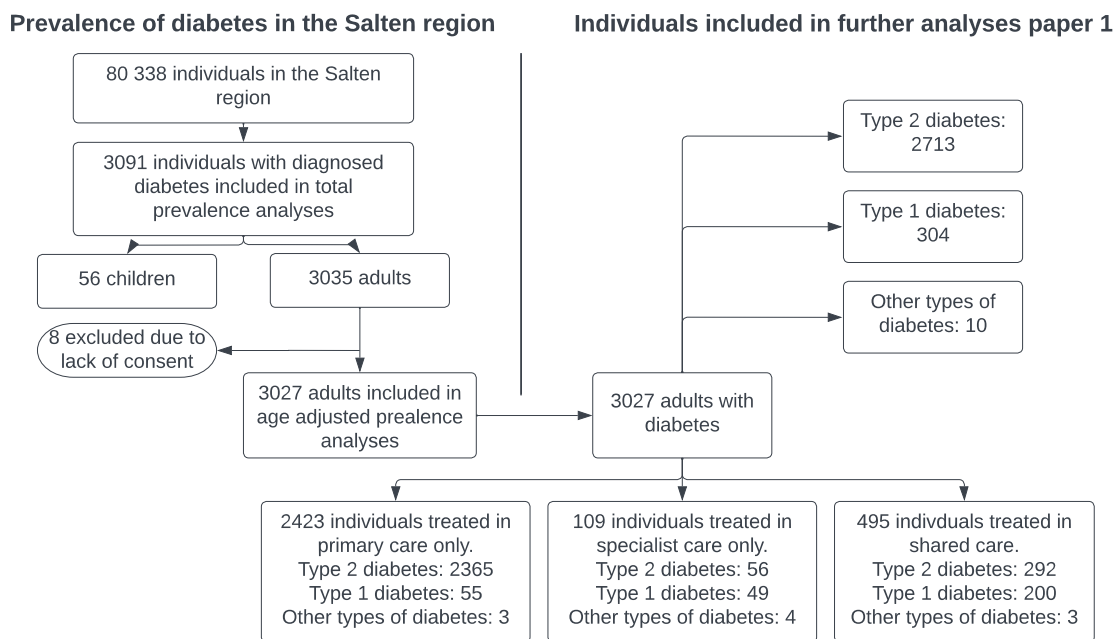 Prevalence of diabetes in the Salten region
Individuals included in further analyses paper 1
80 338 individuals in the Salten
region
3091 individuals with diagnosed
diabetes included in total
prevalence analyses
56 children
3035 adults
8 excluded due to
lack of consent
3027 adults included in
age adjusted prealence
analyses
Type 2 diabetes:
2713
Type 1 diabetes:
304
Other types of
diabetes: 10
3027 adults with
diabetes
2423 individuals treated in
primary care only.
Type 2 diabetes: 2365
Type 1 diabetes: 55
Other types of diabetes: 3
109 individuals treated in
specialist care only.
Type 2 diabetes: 56
Type 1 diabetes: 49
Other types of diabetes: 4
495 indivduals treated in
shared care.
Type 2 diabetes: 292
Type 1 diabetes: 200
Other types of diabetes: 3